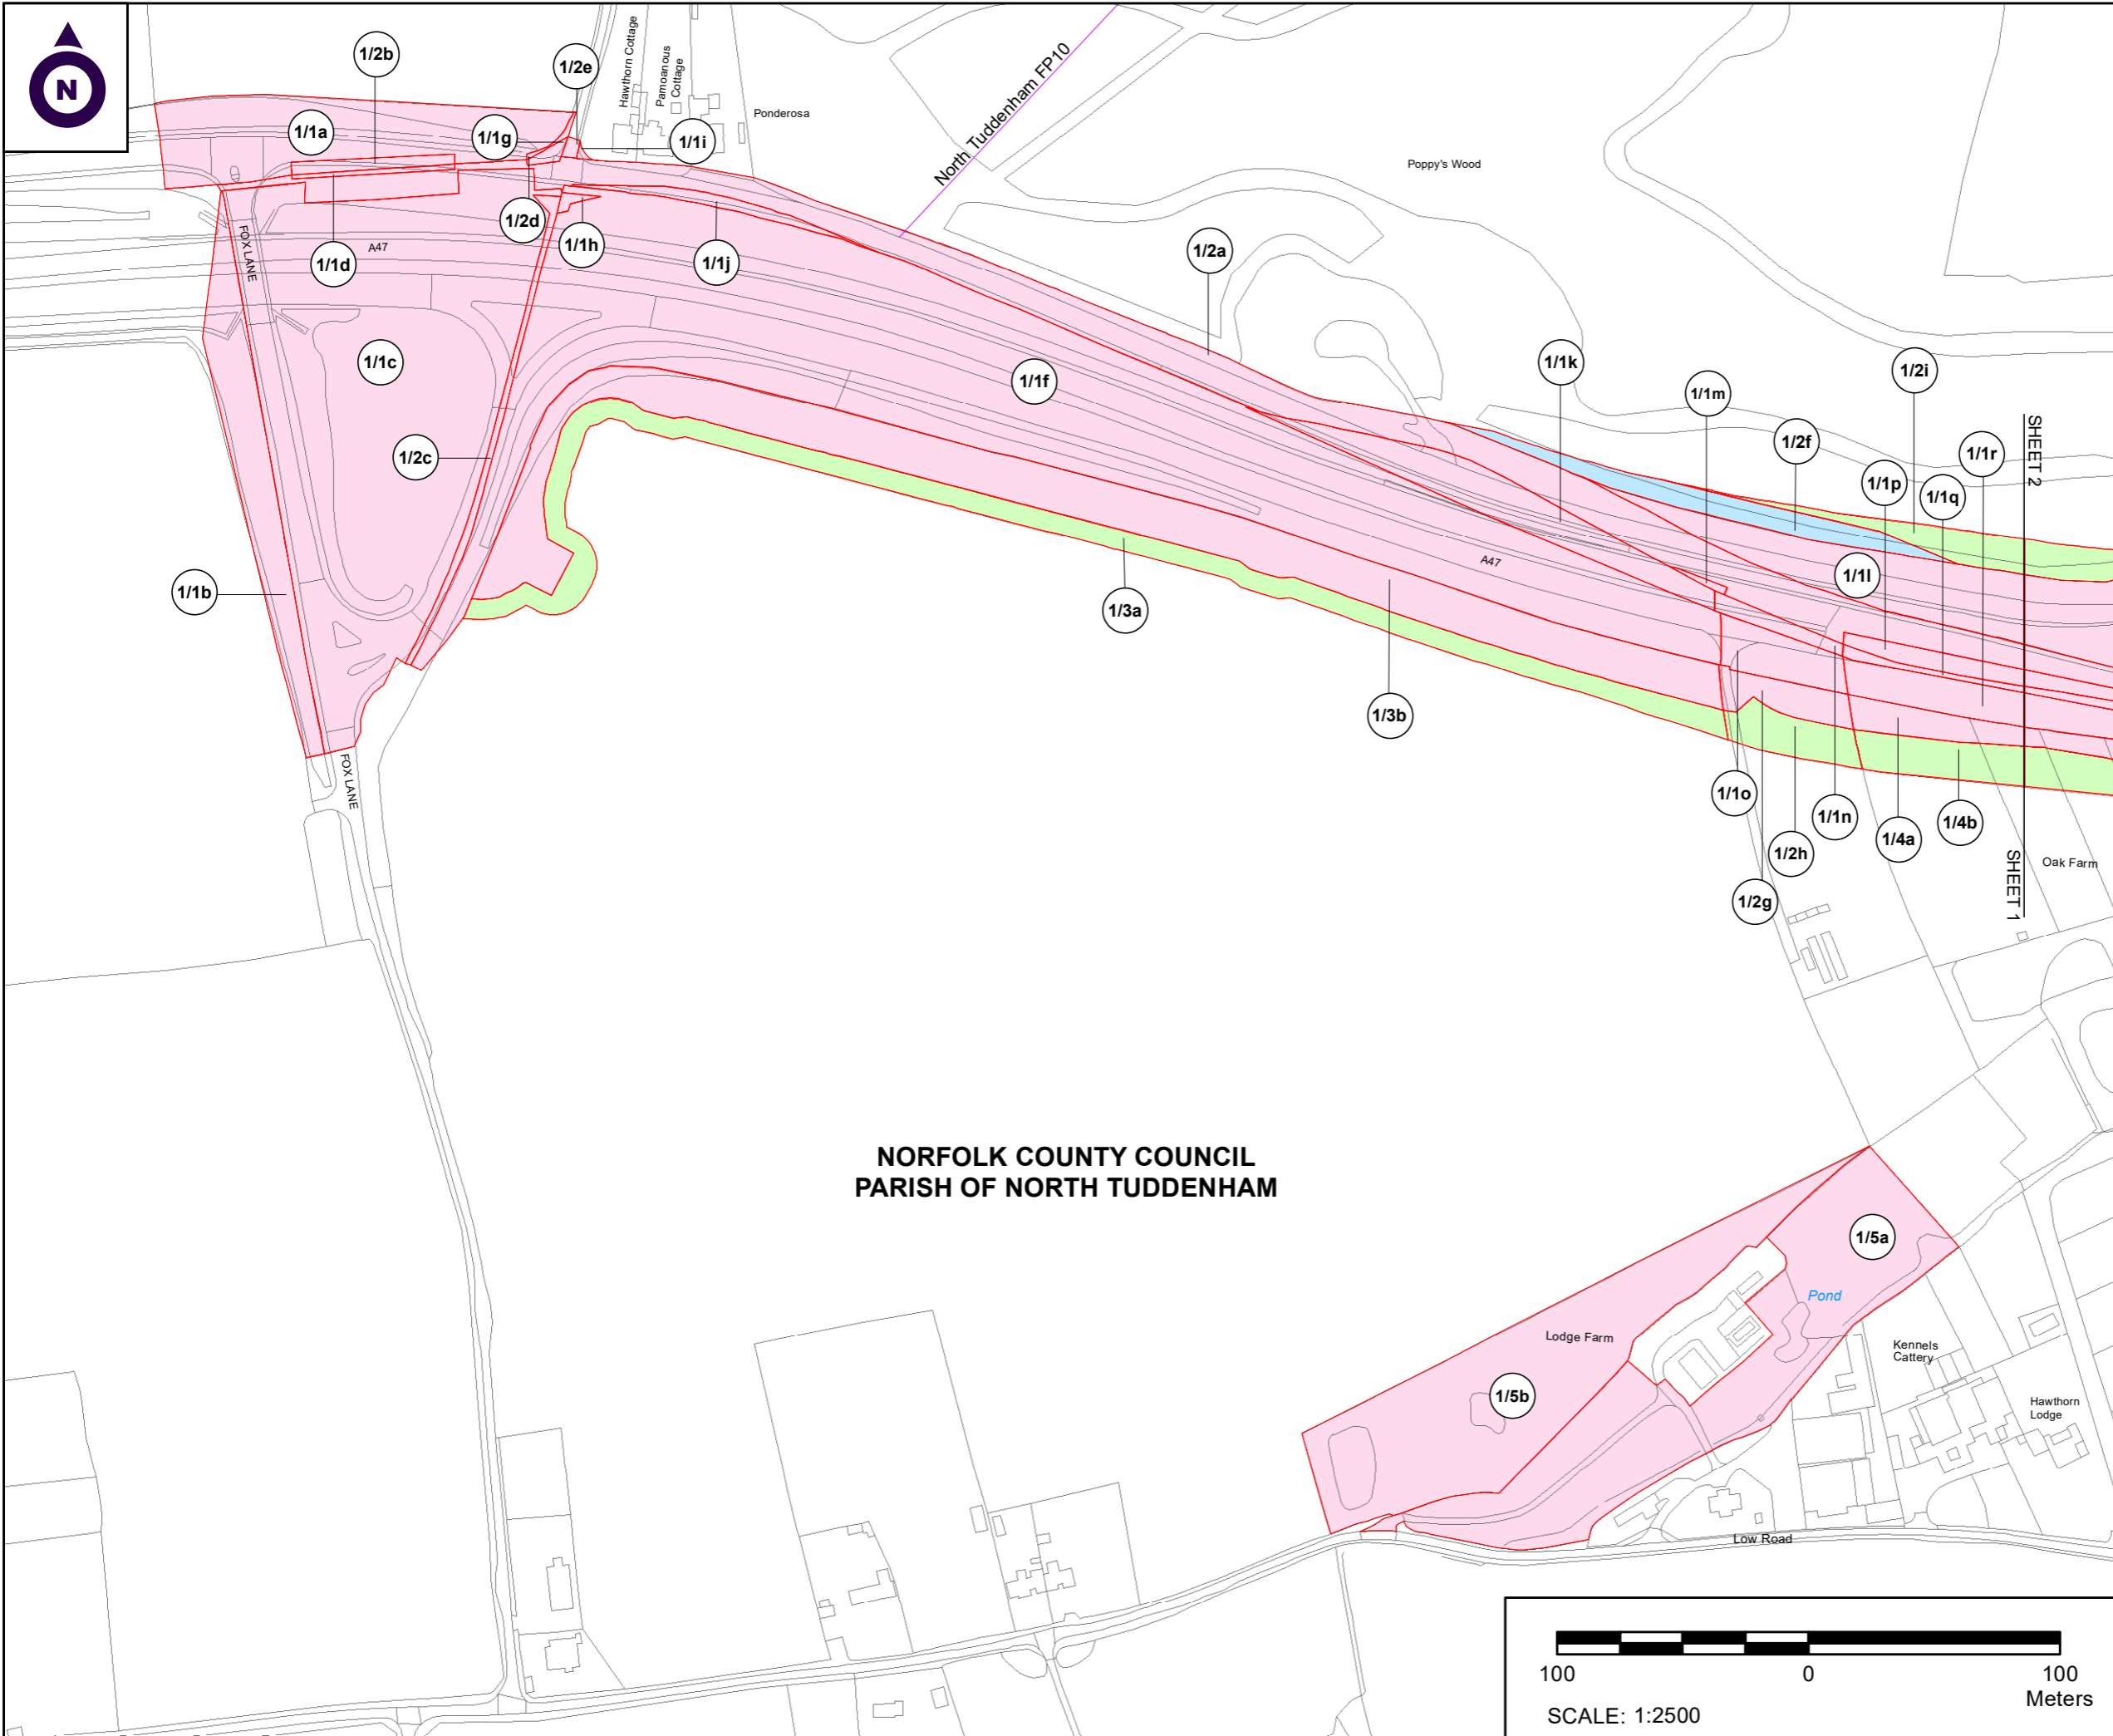 N
1/2b
1/2e
Hawthorn Cottage
Pamoanous
Cottage
Ponderosa
North Tuddenham FP10
Poppy's Wood
1/1a
1/1g
1/1i
1/2d
1/1h
1/1j
1/1d
A47
FOX LANE
1/2a
1/1c
1/1f
1/1k
1/1m
1/2i
1/2f
1/1r
1/1p
1/1q
SHEET 2
1/2c
1/1b
1/3a
A47
1/1l
1/3b
1/1o
1/1n
1/2h
1/4a
1/4b
1/2g
SHEET 1
Oak Farm
FOX LANE
NORFOLK COUNTY COUNCIL
PARISH OF NORTH TUDDENHAM
1/5a
Pond
Lodge Farm
Kennels
Cattery
1/5b
Hawthorn
Lodge
Low Road
100
0
100
Meters
SCALE: 1:2500